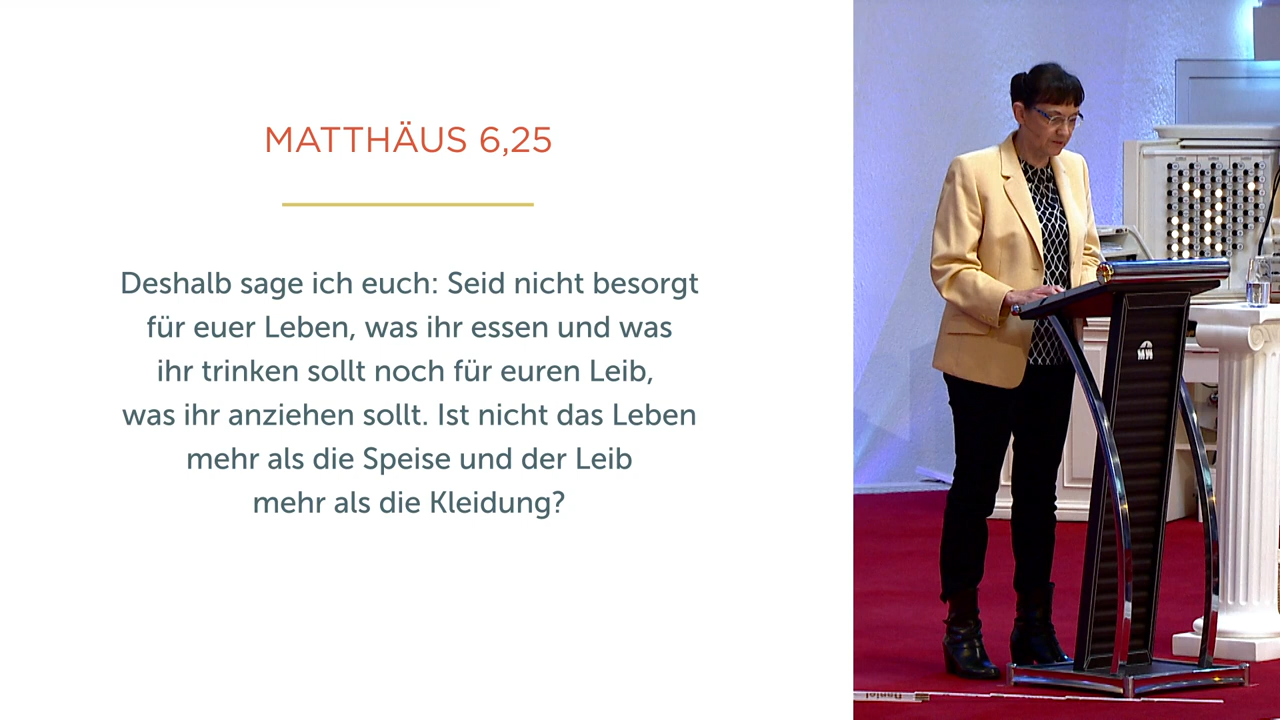 MATTHÄUS 6,25
Deshalb sage ich euch: Seid nicht besorgt
für euer Leben, was ihr essen und was
ihr trinken sollt noch für euren Leib,
was ihr anziehen sollt. Ist nicht das Leben
mehr als die Speise und der Leib
mehr als die Kleidung?
MW
Daniel